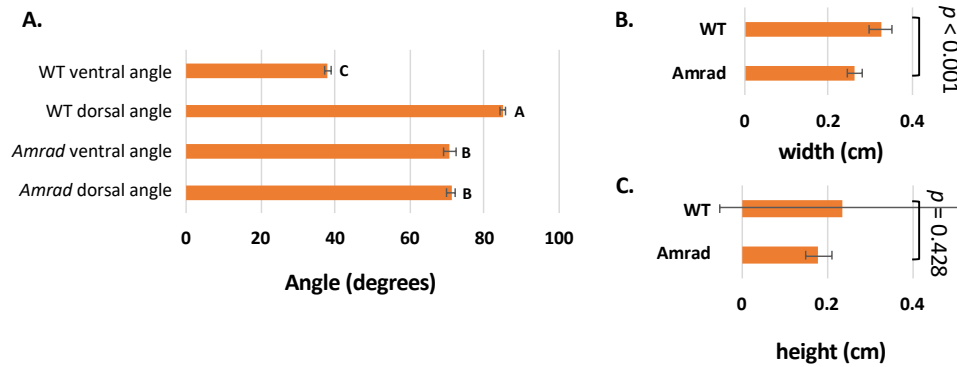 A.
WT ventral angle
C
WT dorsal angle
A
Amrad ventral angle
B
Amrad dorsal angle
B
0 20 40 60 80 100
Angle (degrees)
B.
WT
Amrad
p < 0.001
0 0.2 0.4
width (cm)
C.
WT
Amrad
p = 0.428
0 0.2 0.4
height (cm)